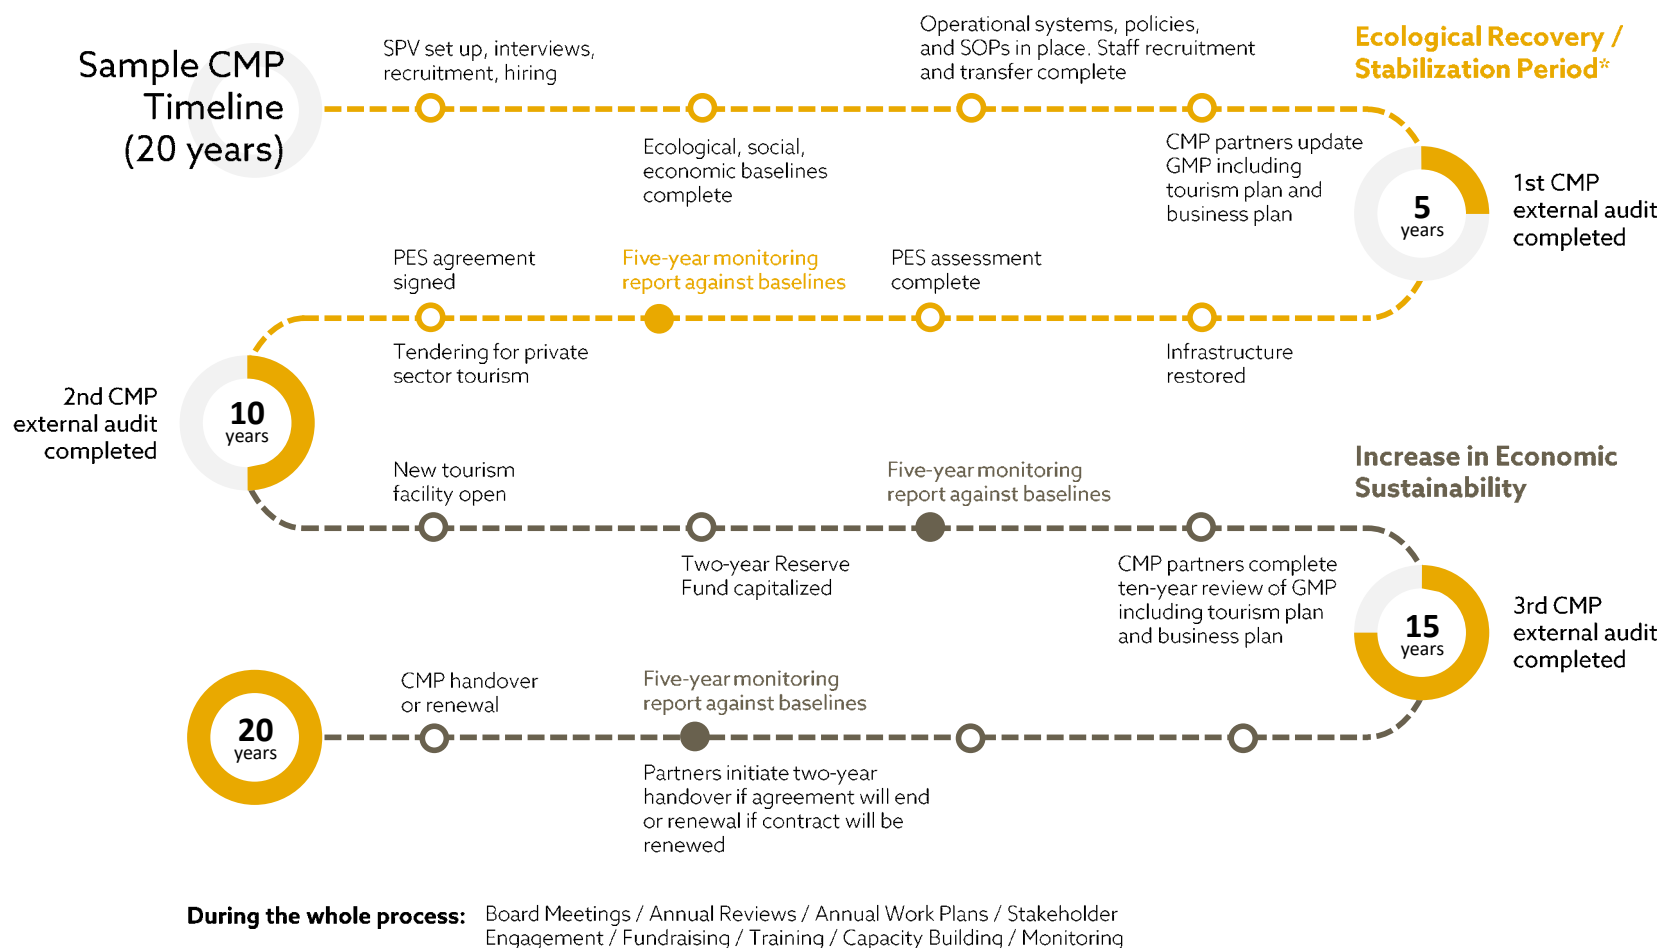 Sample CMP
Timeline
(20 years)
SPV set up, interviews,
recruitment, hiring
Ecological, social,
economic baselines
complete
Operational systems, policies,
and SOPs in place. Staff recruitment
and transfer complete
CMP partners update
GMP including
tourism plan and
business plan
Ecological Recovery /
Stabilization Period*
5
years
1st CMP
external audit
completed
Infrastructure
restored
PES assessment
complete
Five-year monitoring
report against baselines
PES agreement
signed
Tendering for private
sector tourism
10
years
2nd CMP
external audit
completed
New tourism
facility open
Two-year Reserve
Fund capitalized
Five-year monitoring
report against baselines
CMP partners complete
ten-year review of GMP
including tourism plan
and business plan
Increase in Economic
Sustainability
15
years
3rd CMP
external audit
completed
Five-year monitoring
report against baselines
Partners initiate two-year
handover if agreement will end
or renewal if contract will be
renewed
CMP handover
or renewal
20
years
During the whole process: Board Meetings / Annual Reviews / Annual Work Plans / Stakeholder
Engagement / Fundraising / Training / Capacity Building / Monitoring